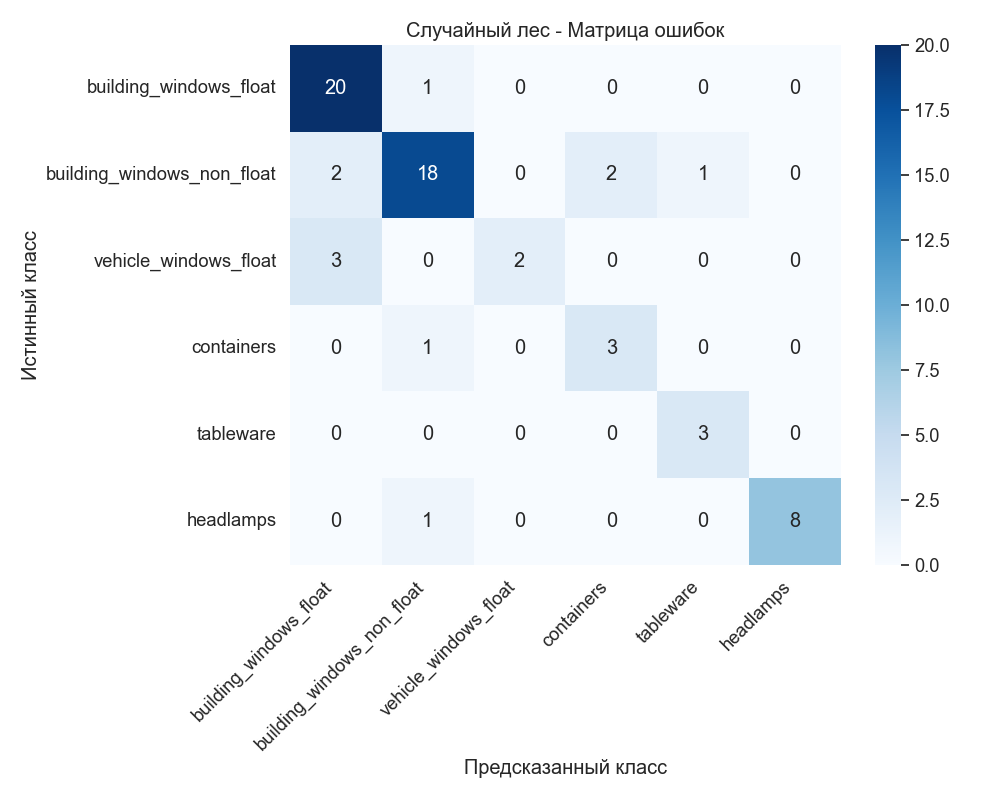 Случайный лес - Матрица ошибок
Истинный класс
building_windows_float
20 1 0 0 0 0
building_windows_non_float
2 18 0 2 1 0
vehicle_windows_float
3 0 2 0 0 0
containers
0 1 0 3 0 0
tableware
0 0 0 0 3 0
headlamps
0 1 0 0 0 8
building_windows_float
building_windows_non_float
vehicle_windows_float
containers
tableware
headlamps
Предсказанный класс
20.0
17.5
15.0
12.5
10.0
7.5
5.0
2.5
0.0